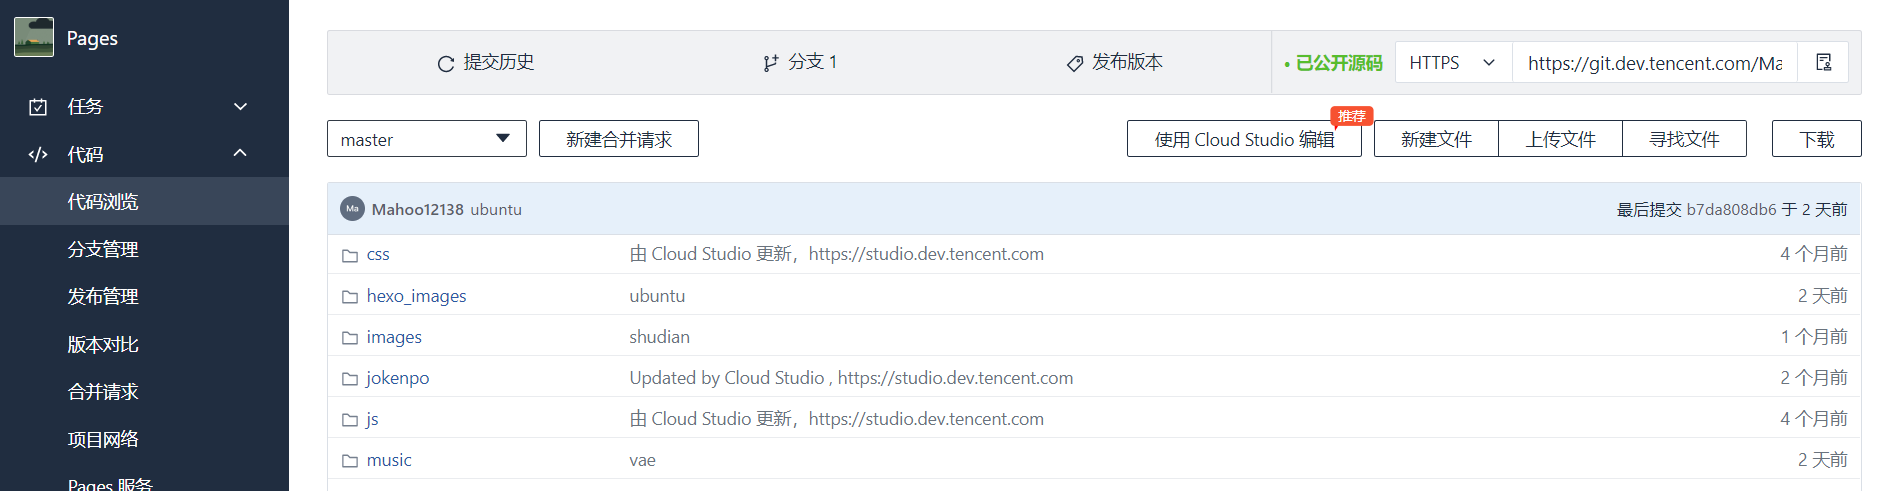 Pages
任务
代码
代码浏览
分支管理
发布管理
版本对比
合并请求
项目网络
Pages 服务
提交历史 分支 1 发布版本 • 已公开源码 HTTPS https://git.dev.tencent.com/Ma
推荐
master 新建合并请求 使用 Cloud Studio 编辑 新建文件 上传文件 寻找文件 下载
Ma Mahoo12138 ubuntu 最后提交 b7da808db6 于 2 天前
css 由 Cloud Studio 更新，https://studio.dev.tencent.com 4 个月前
hexo_images ubuntu 2 天前
images shudian 1 个月前
jokenpo Updated by Cloud Studio , https://studio.dev.tencent.com 2 个月前
js 由 Cloud Studio 更新，https://studio.dev.tencent.com 4 个月前
music vae 2 天前